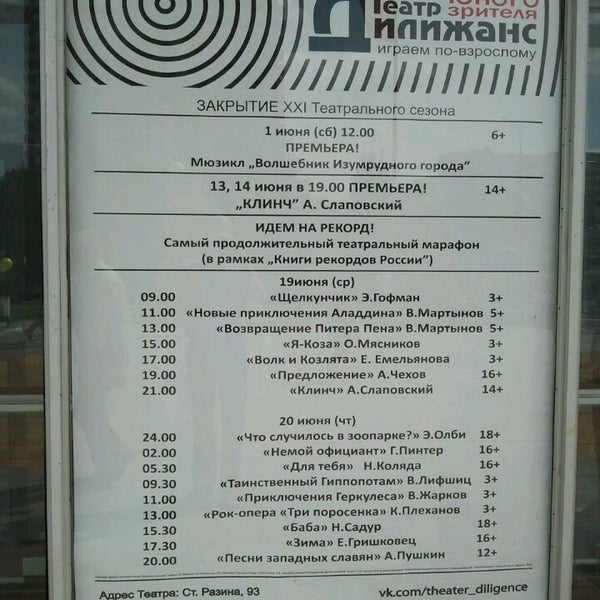 Театр юного зрителя
Дилижанс
играем по-взрослому
ЗАКРЫТИЕ XXI Театрального сезона
1 июня (сб) 12.00 6+
ПРЕМЬЕРА!
Мюзикл „Волшебник Изумрудного города”
13, 14 июня в 19.00 ПРЕМЬЕРА! 14+
„КЛИНЧ” А. Слаповский
ИДЕМ НА РЕКОРД!
Самый продолжительный театральный марафон
(в рамках „Книги рекордов России”)
19июня (ср)
09.00 «Щелкунчик» Э.Гофман 3+
11.00 «Новые приключения Аладдина» В.Мартынов 5+
13.00 «Возвращение Питера Пена» В.Мартынов 5+
15.00 «Я-Коза» О.Мясников 3+
17.00 «Волк и Козлята» Е. Емельянова 3+
19.00 «Предложение» А.Чехов 16+
21.00 «Клинч» А.Слаповский 14+
20 июня (чт)
24.00 «Что случилось в зоопарке?» Э.Олби 18+
02.00 «Немой официант» Г.Пинтер 16+
05.30 «Для тебя» Н.Коляда 16+
09.30 «Таинственный Гиппопотам» В.Лифшиц 3+
11.00 «Приключения Геркулеса» В.Жарков 3+
13.00 «Рок-опера «Три поросенка» К.Плеханов 3+
15.30 «Баба» Н.Садур 18+
17.30 «Зима» Е.Гришковец 16+
20.00 «Песни западных славян» А.Пушкин 12+
Адрес Театра: Ст. Разина, 93 vk.com/theater_diligence